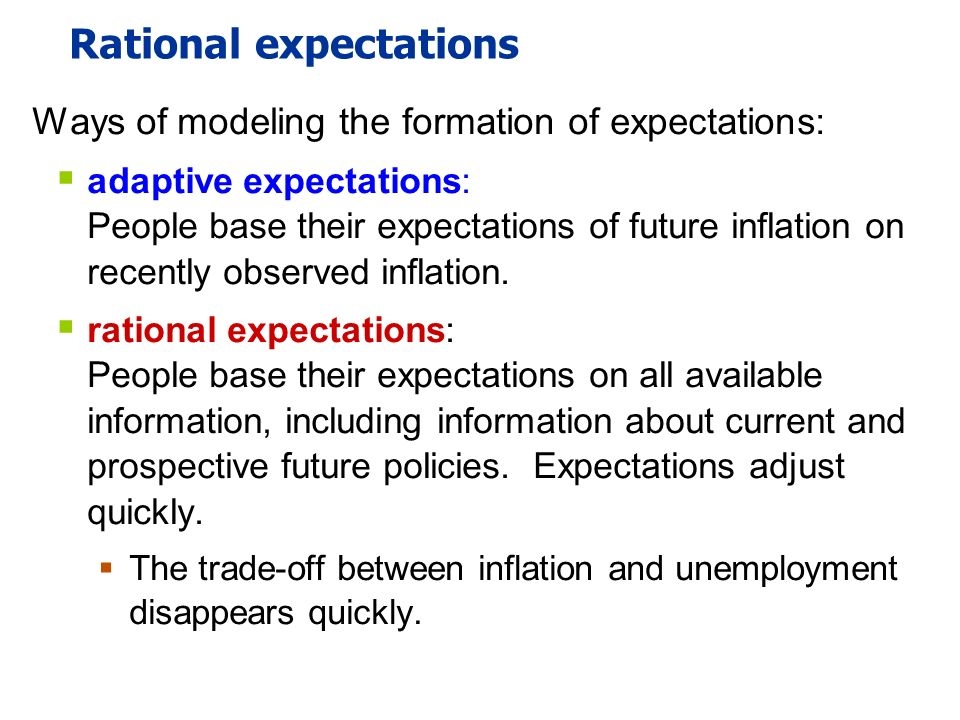 Rational expectations
Ways of modeling the formation of expectations:
adaptive expectations:
People base their expectations of future inflation on
recently observed inflation.
rational expectations:
People base their expectations on all available
information, including information about current and
prospective future policies.  Expectations adjust
quickly.
The trade-off between inflation and unemployment
disappears quickly.